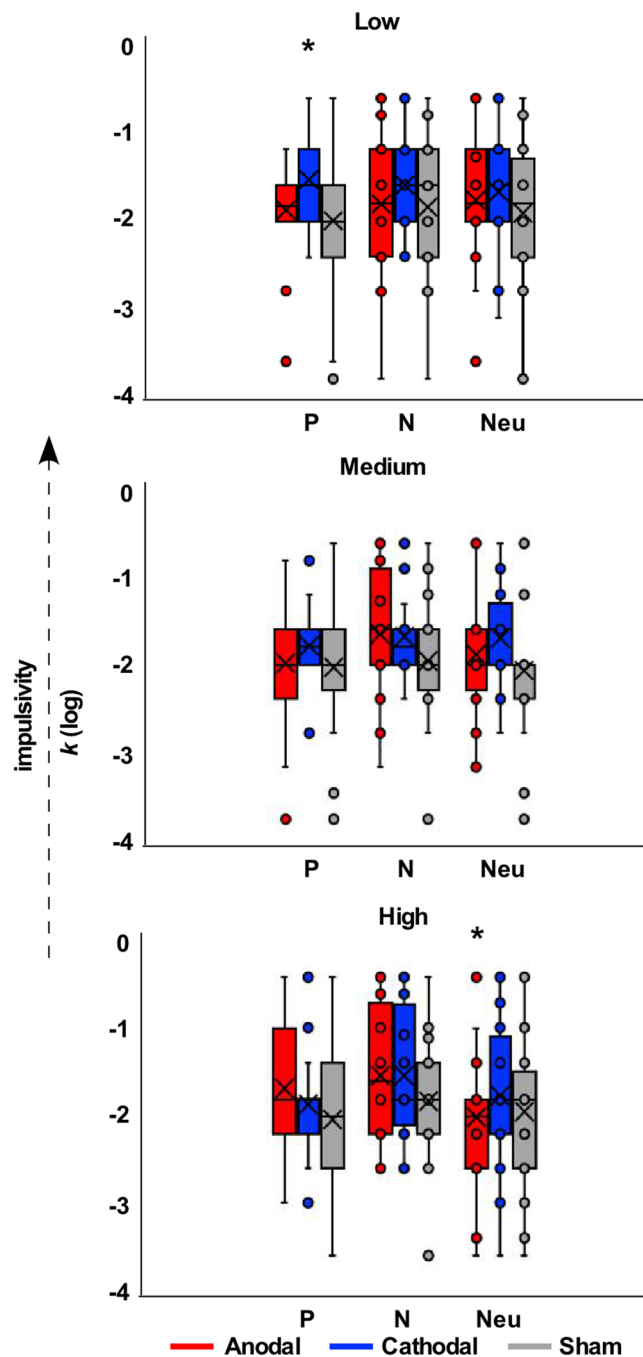 Low
0
*
-1
-2
-3
-4
P N Neu
Medium
0
-1
-2
-3
-4
P N Neu
impulsivity
k (log)
High
0
*
-1
-2
-3
-4
P N Neu
Anodal Cathodal Sham